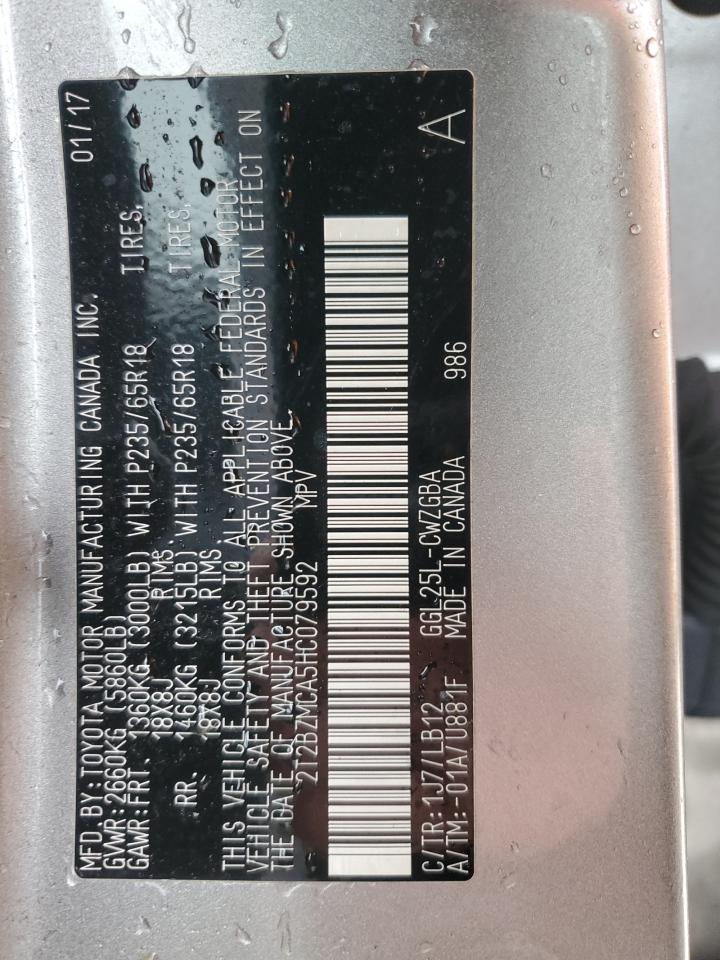 MFD. BY: TOYOTA MOTOR MANUFACTURING CANADA INC. 01/17
GVWR: 2660KG (5860LB)
GAWR: FRT. 1360KG (3000LB) WITH P235/65R18 TIRES,
18X8J RIMS,
RR. 1460KG (3215LB) WITH P235/65R18 TIRES,
18X8J RIMS,
THIS VEHICLE CONFORMS TO ALL APPLICABLE FEDERAL MOTOR
VEHICLE SAFETY AND THEFT PREVENTION STANDARDS IN EFFECT ON
THE DATE OF MANUFACTURE SHOWN ABOVE.
2T2BZMCA5HC079592 MPV
C/TR: 1J7/LB12 GGL25L-CWZGBA A
A/TM:-01A/U881F MADE IN CANADA 986